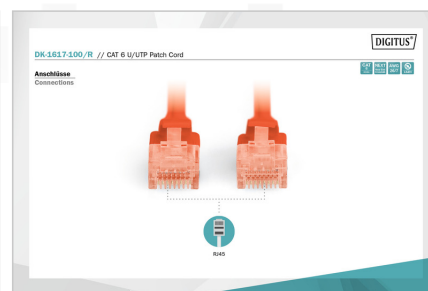 DIGITUS®
DK-1617-100/R // CAT 6 U/UTP Patch Cord
Anschlüsse
Connections
RJ45